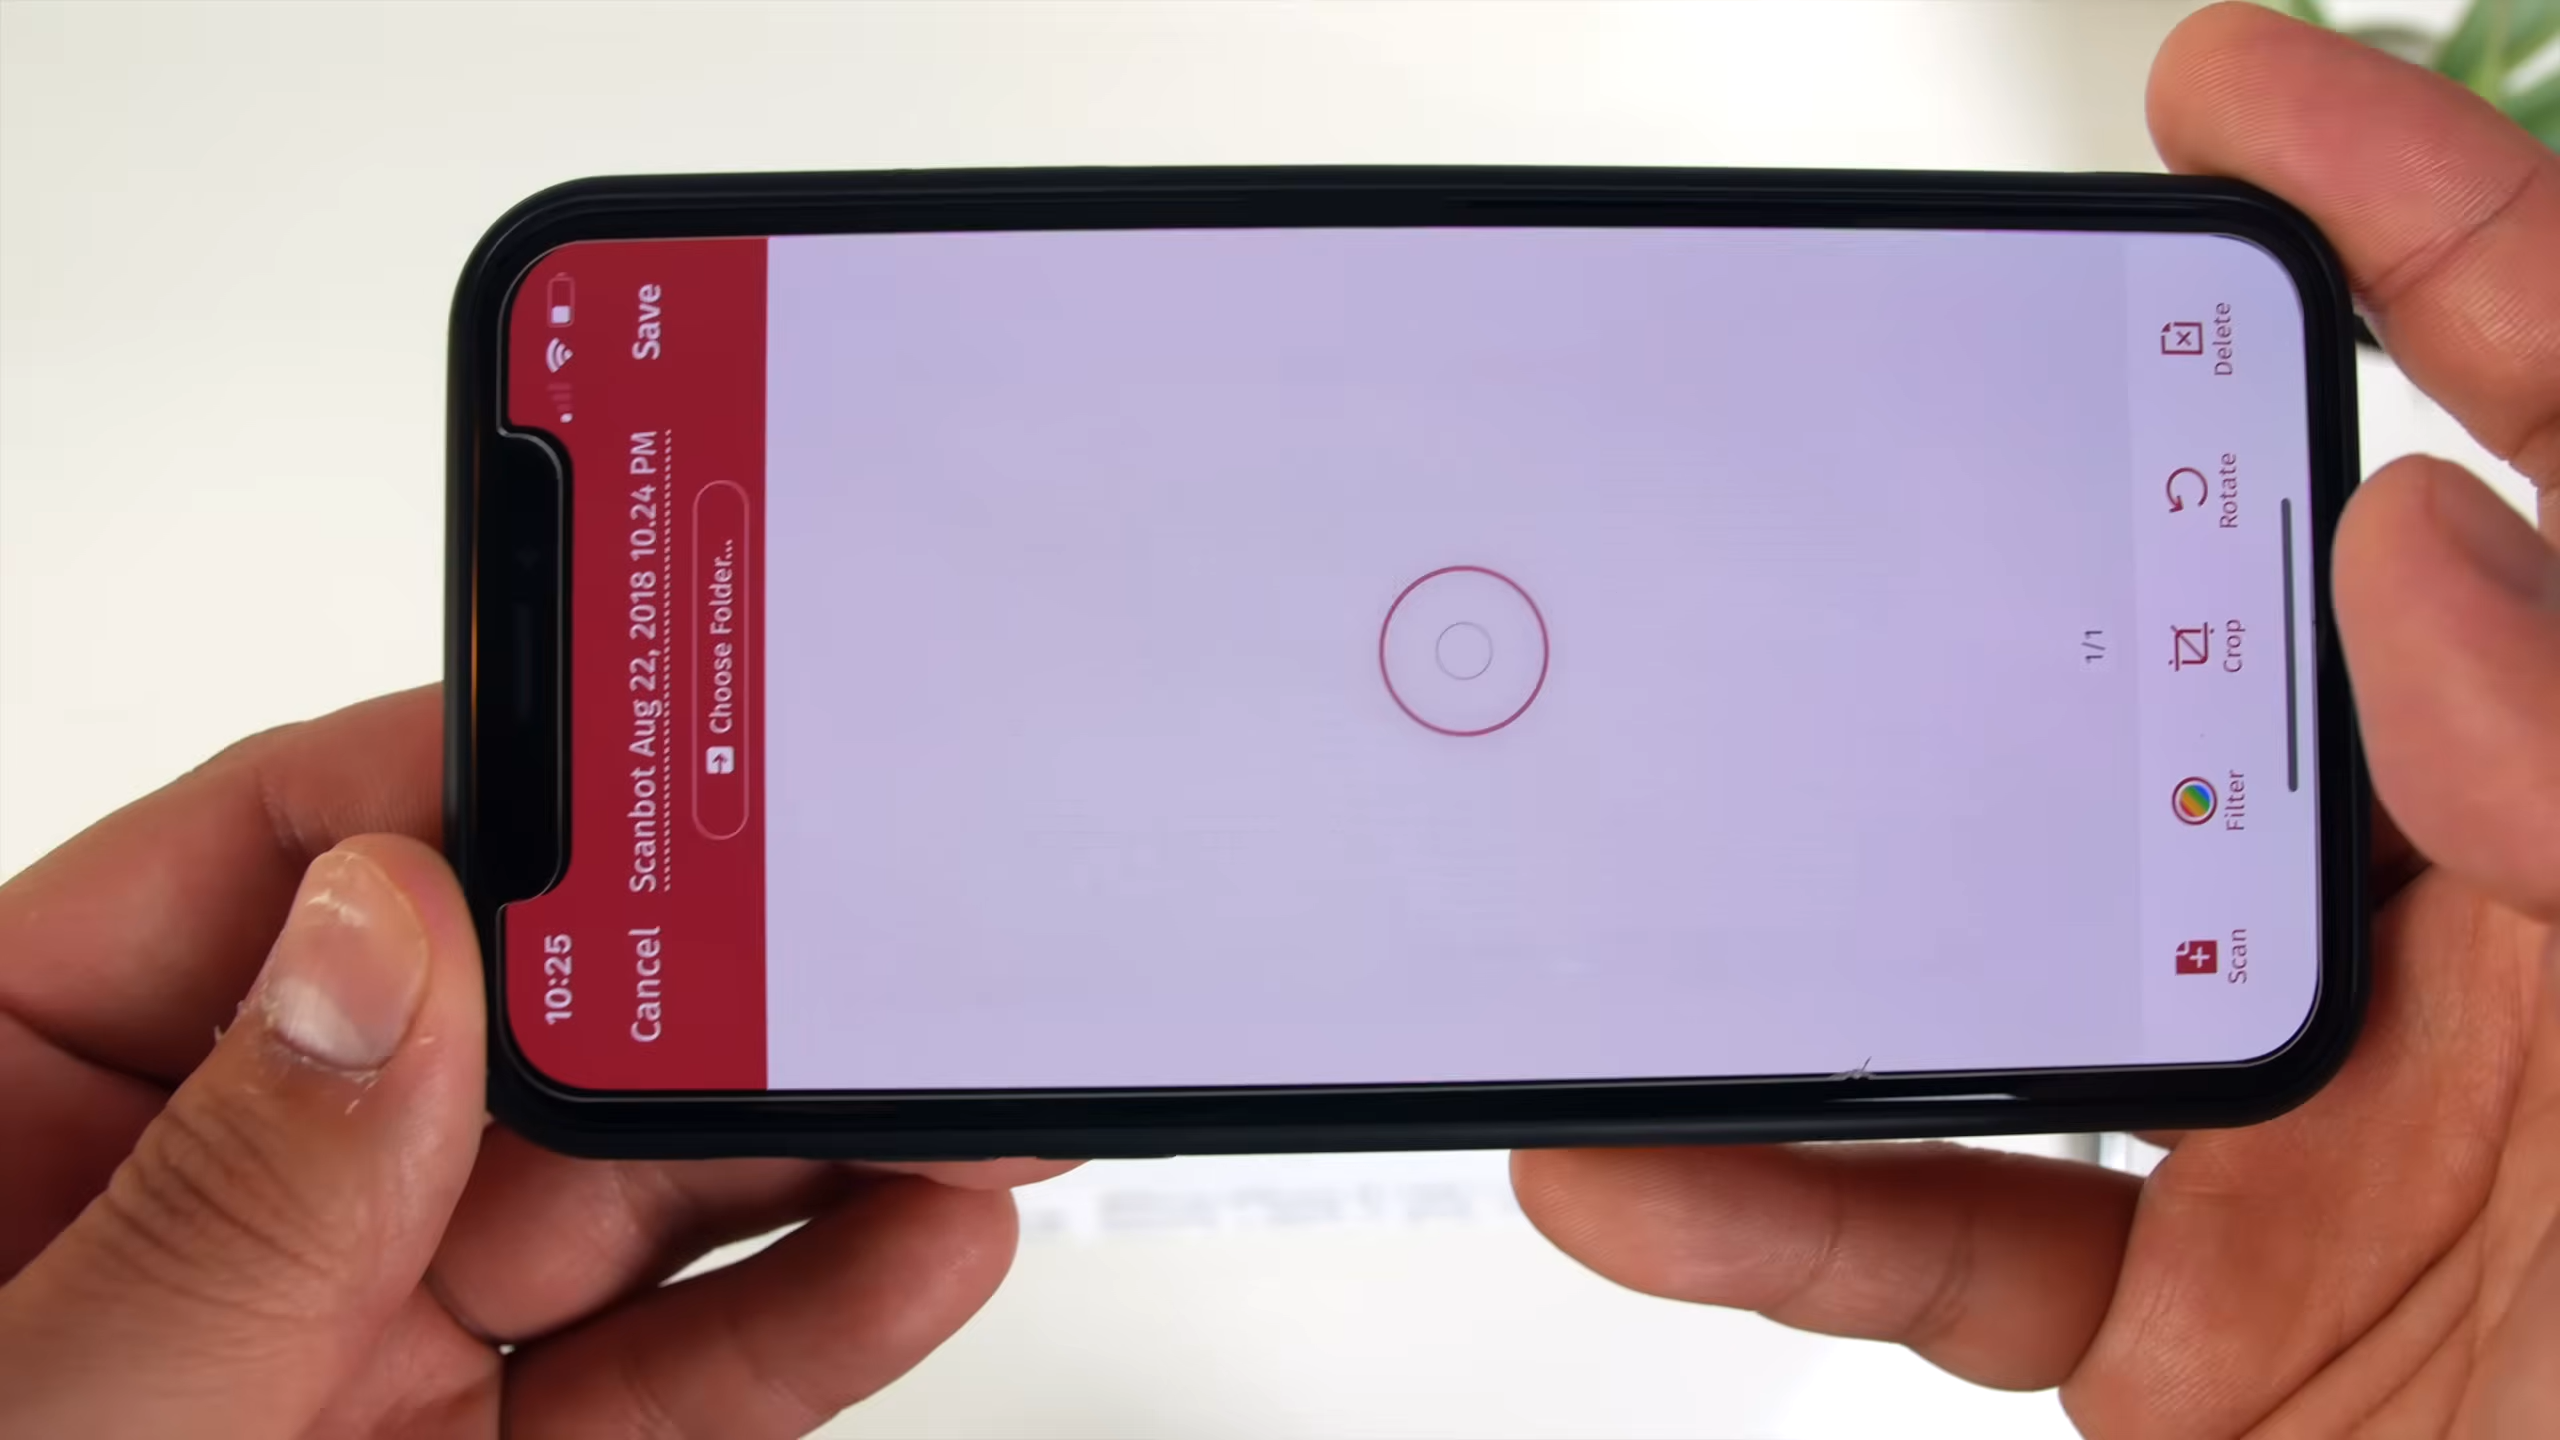 10:25
Cancel Scanbot Aug 22, 2018 10.24 PM Save
Choose Folder...
1/1
Scan Filter Crop Rotate Delete